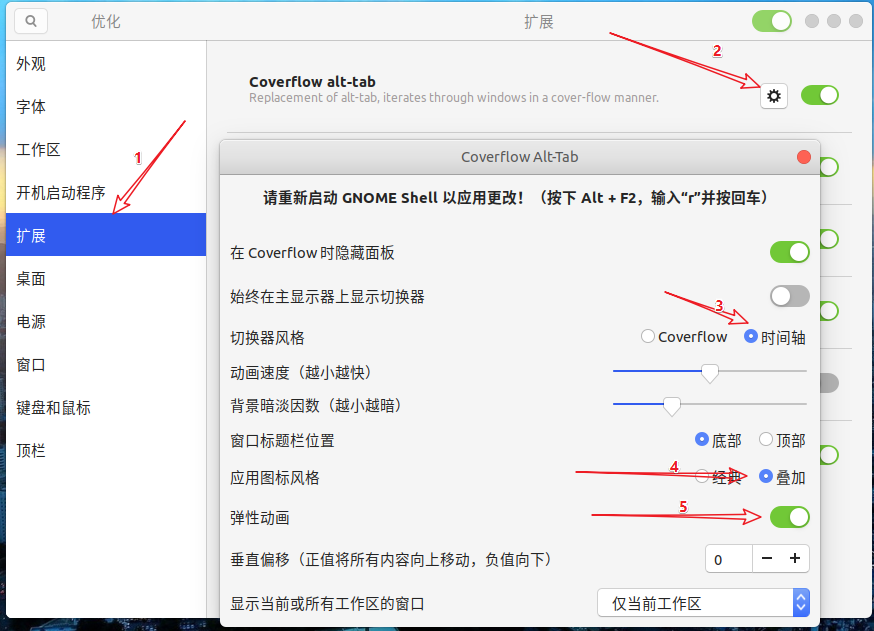 优化
扩展
2
外观
Coverflow alt-tab
Replacement of alt-tab, iterates through windows in a cover-flow manner.
字体
工作区
1
开机启动程序
扩展
桌面
电源
窗口
键盘和鼠标
顶栏
Coverflow Alt-Tab
请重新启动 GNOME Shell 以应用更改！（按下 Alt + F2，输入“r”并按回车）
在 Coverflow 时隐藏面板
始终在主显示器上显示切换器
3
切换器风格 Coverflow 时间轴
动画速度（越小越快）
背景暗淡因数（越小越暗）
窗口标题栏位置 底部 顶部
4
应用图标风格 经典 叠加
5
弹性动画
垂直偏移（正值将所有内容向上移动，负值向下） 0 − +
显示当前或所有工作区的窗口 仅当前工作区